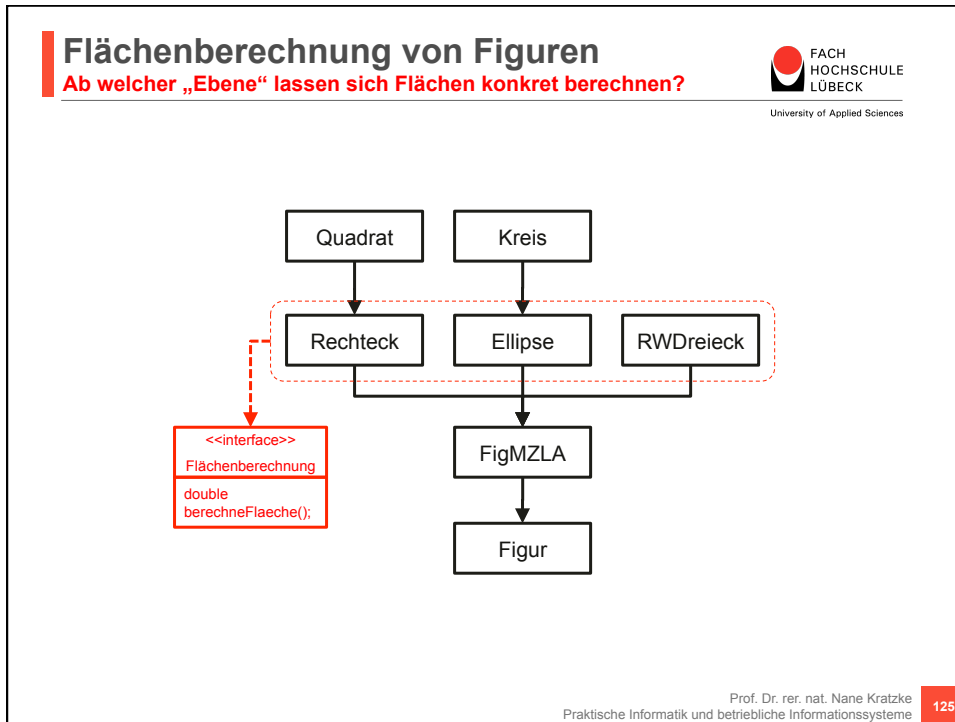 Flächenberechnung von Figuren
Ab welcher „Ebene“ lassen sich Flächen konkret berechnen?
FACH
HOCHSCHULE
LÜBECK
University of Applied Sciences
Quadrat
Kreis
Rechteck
Ellipse
RWDreieck
<<interface>>
Flächenberechnung
double
berechneFlaeche();
FigMZLA
Figur
Prof. Dr. rer. nat. Nane Kratzke
Praktische Informatik und betriebliche Informationssysteme
125